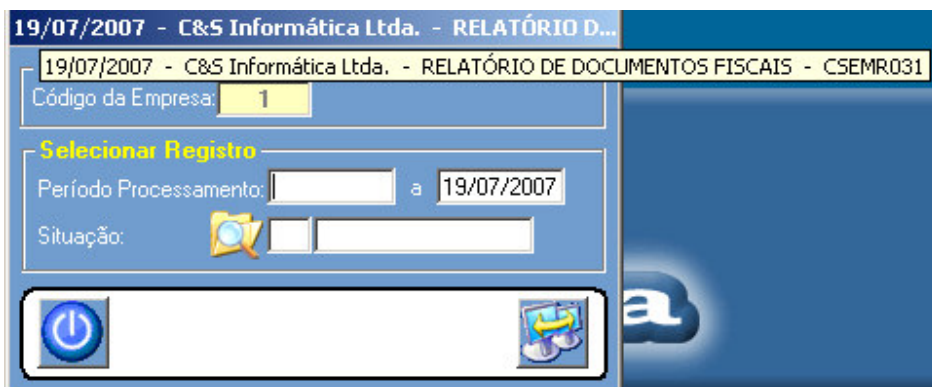 19/07/2007 - C&S Informática Ltda. - RELATÓRIO D...
19/07/2007 - C&S Informática Ltda. - RELATÓRIO DE DOCUMENTOS FISCAIS - CSEMR031
Código da Empresa: 1
Selecionar Registro
Período Processamento: a 19/07/2007
Situação:
a